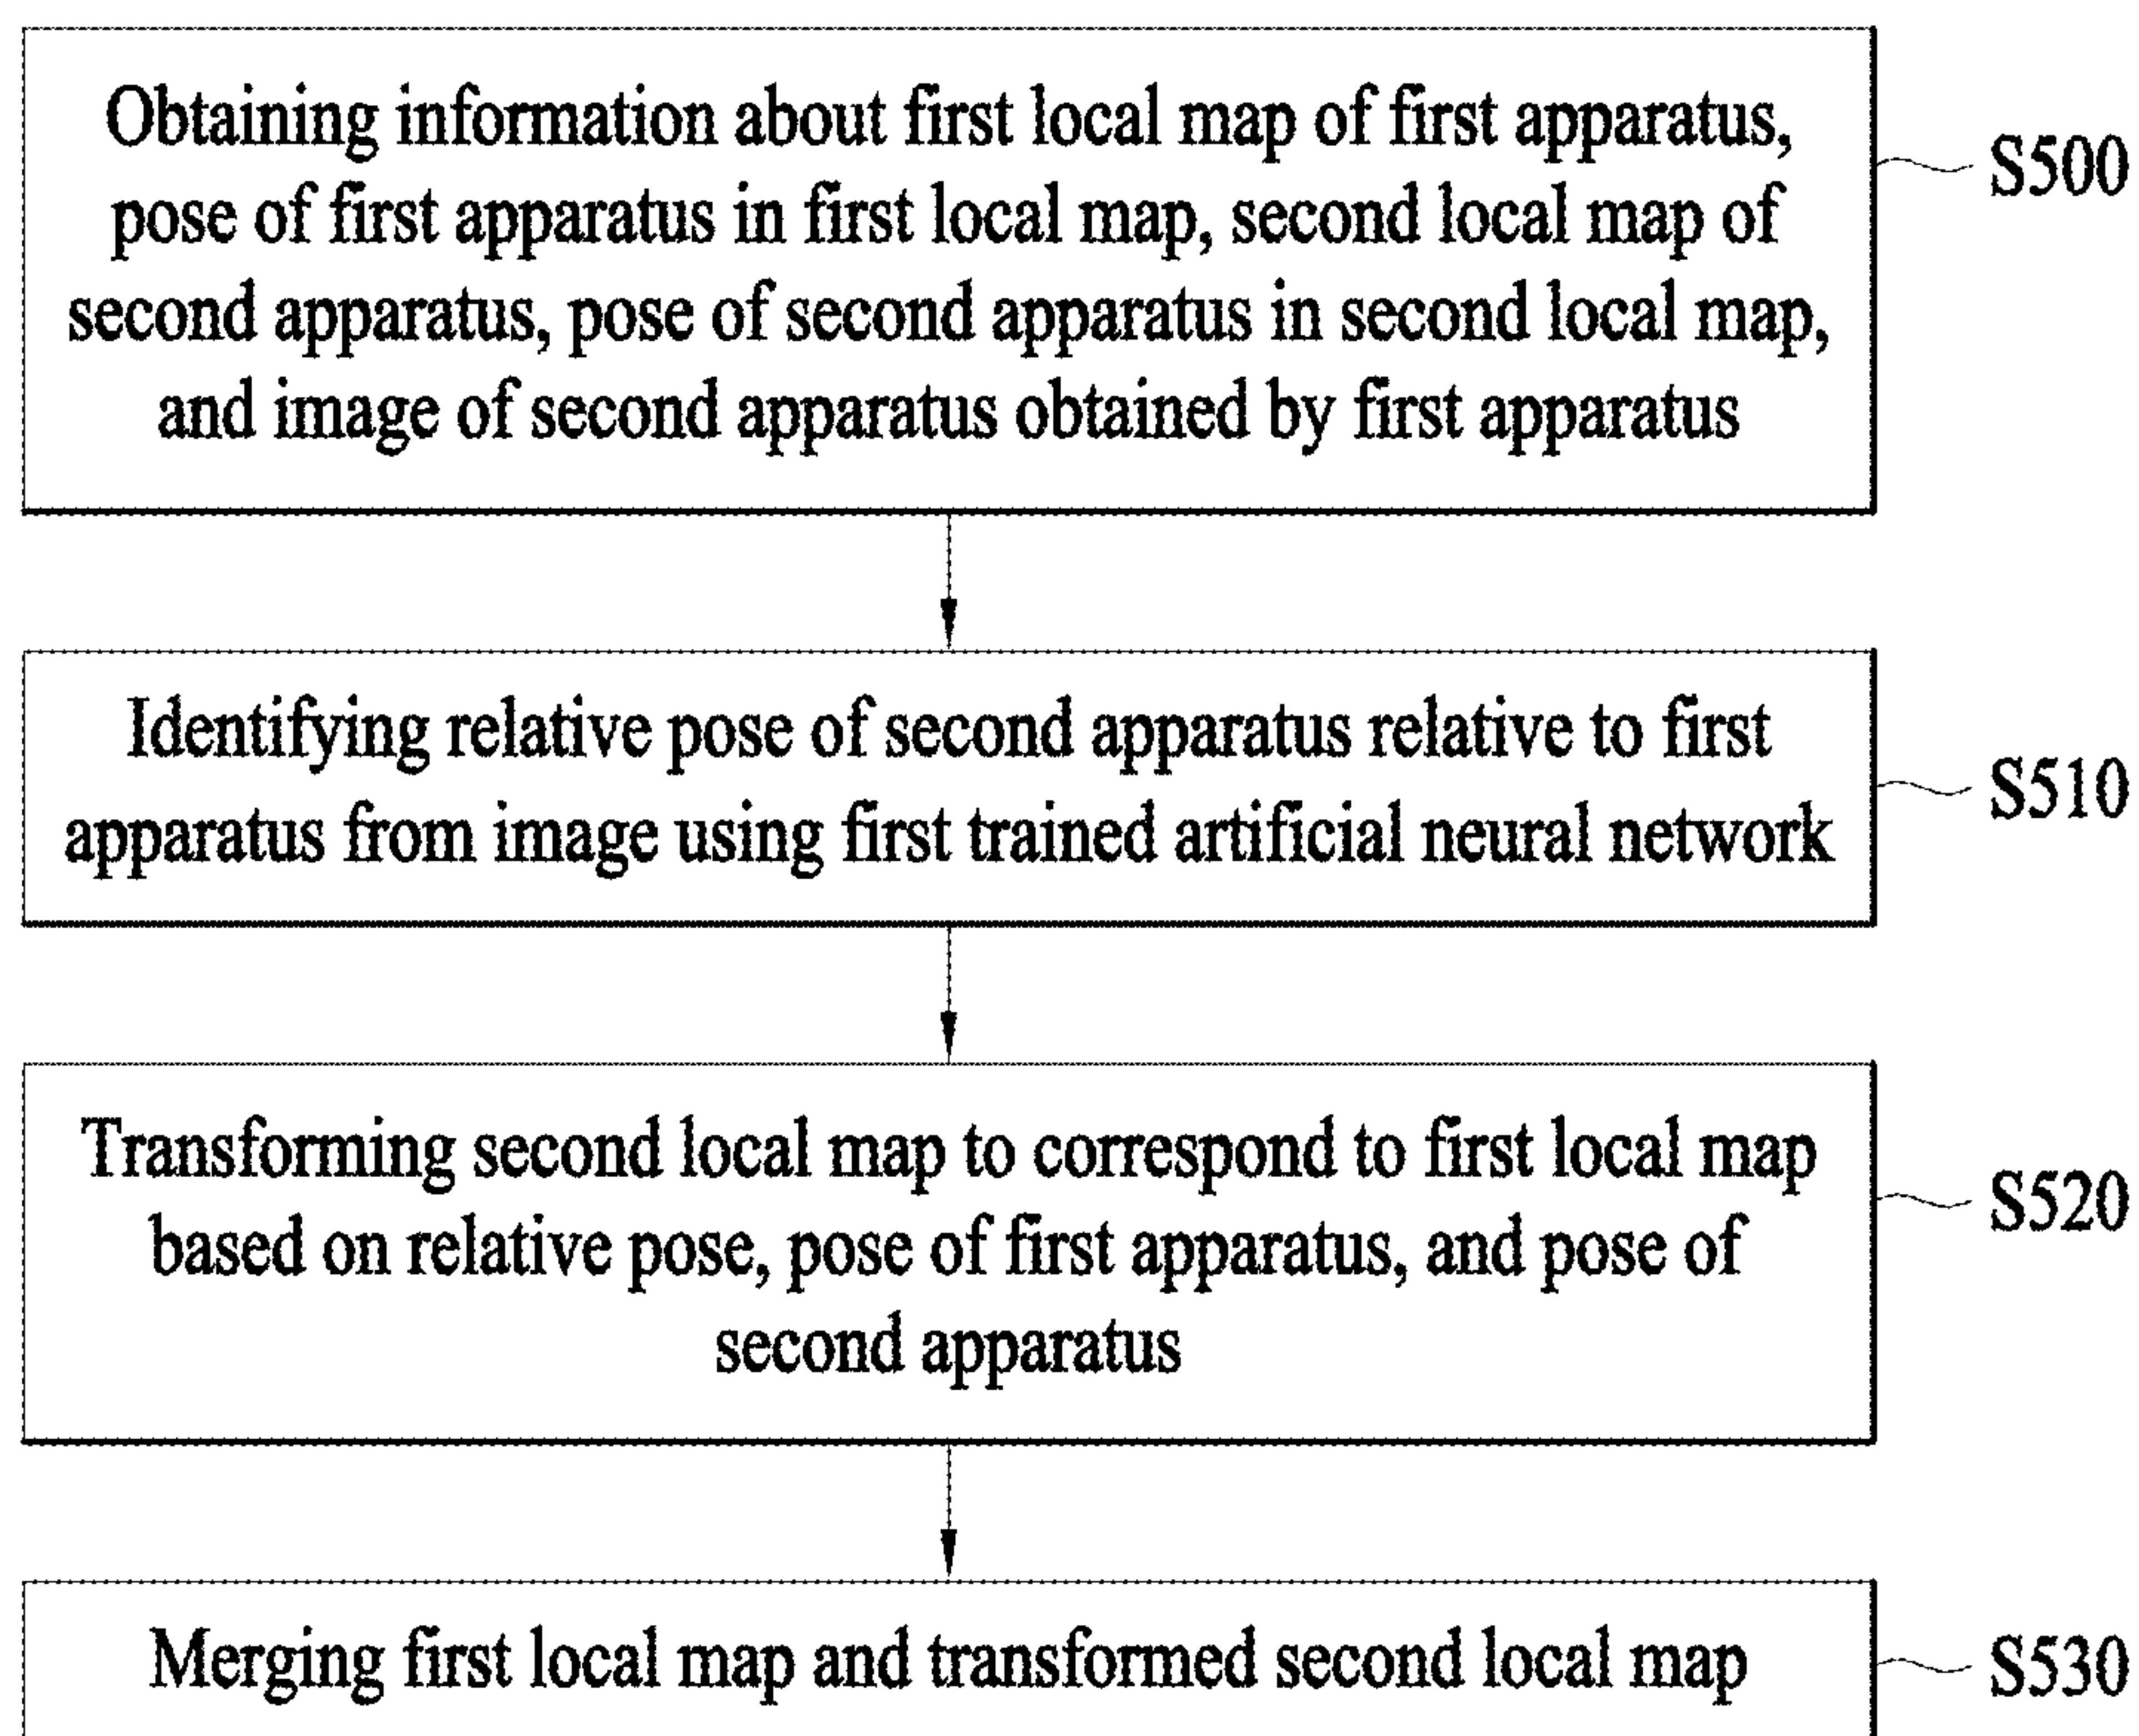 Obtaining information about first local map of first apparatus,
pose of first apparatus in first local map, second local map of
second apparatus, pose of second apparatus in second local map,
and image of second apparatus obtained by first apparatus
S500
Identifying relative pose of second apparatus relative to first
apparatus from image using first trained artificial neural network
S510
Transforming second local map to correspond to first local map
based on relative pose, pose of first apparatus, and pose of
second apparatus
S520
Merging first local map and transformed second local map
S530